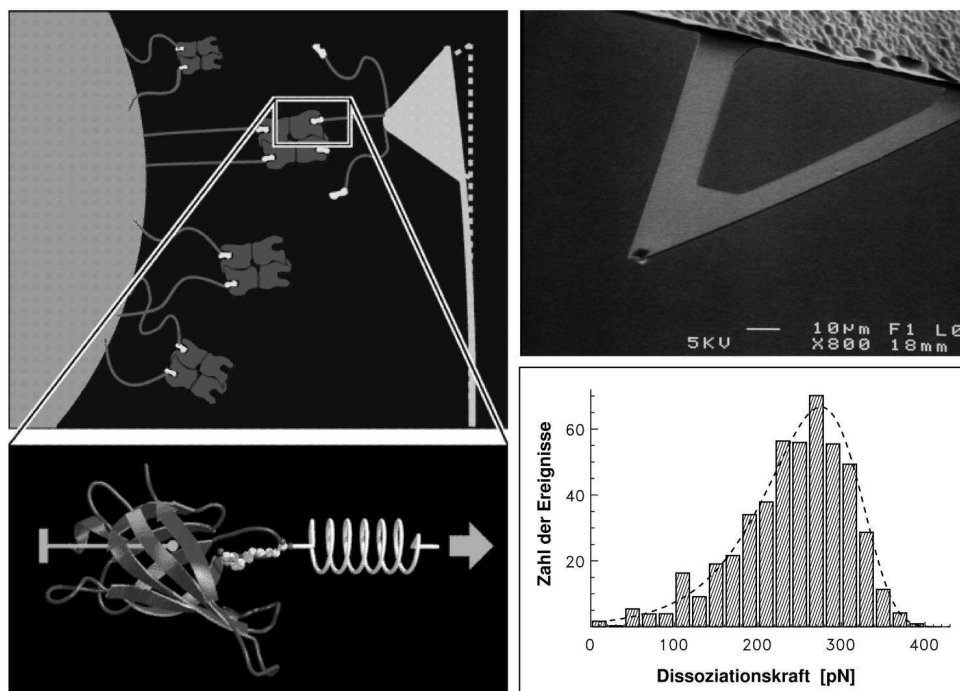 10µm F1 L0
5KV X800 18mm
Zahl der Ereignisse
60
40
20
0 100 200 300 400
Dissoziationskraft [pN]